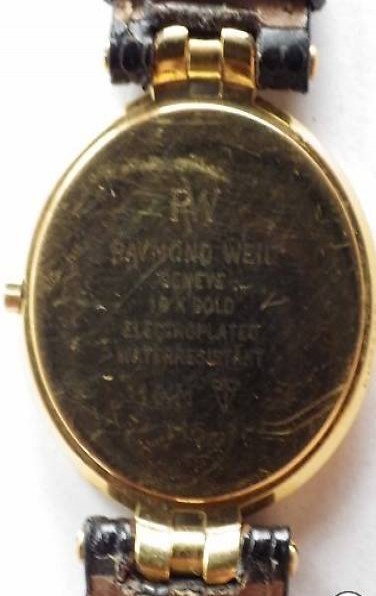 RW
RAYMOND WEIL
GENEVE
18 K GOLD
ELECTROPLATED
WATERRESISTANT